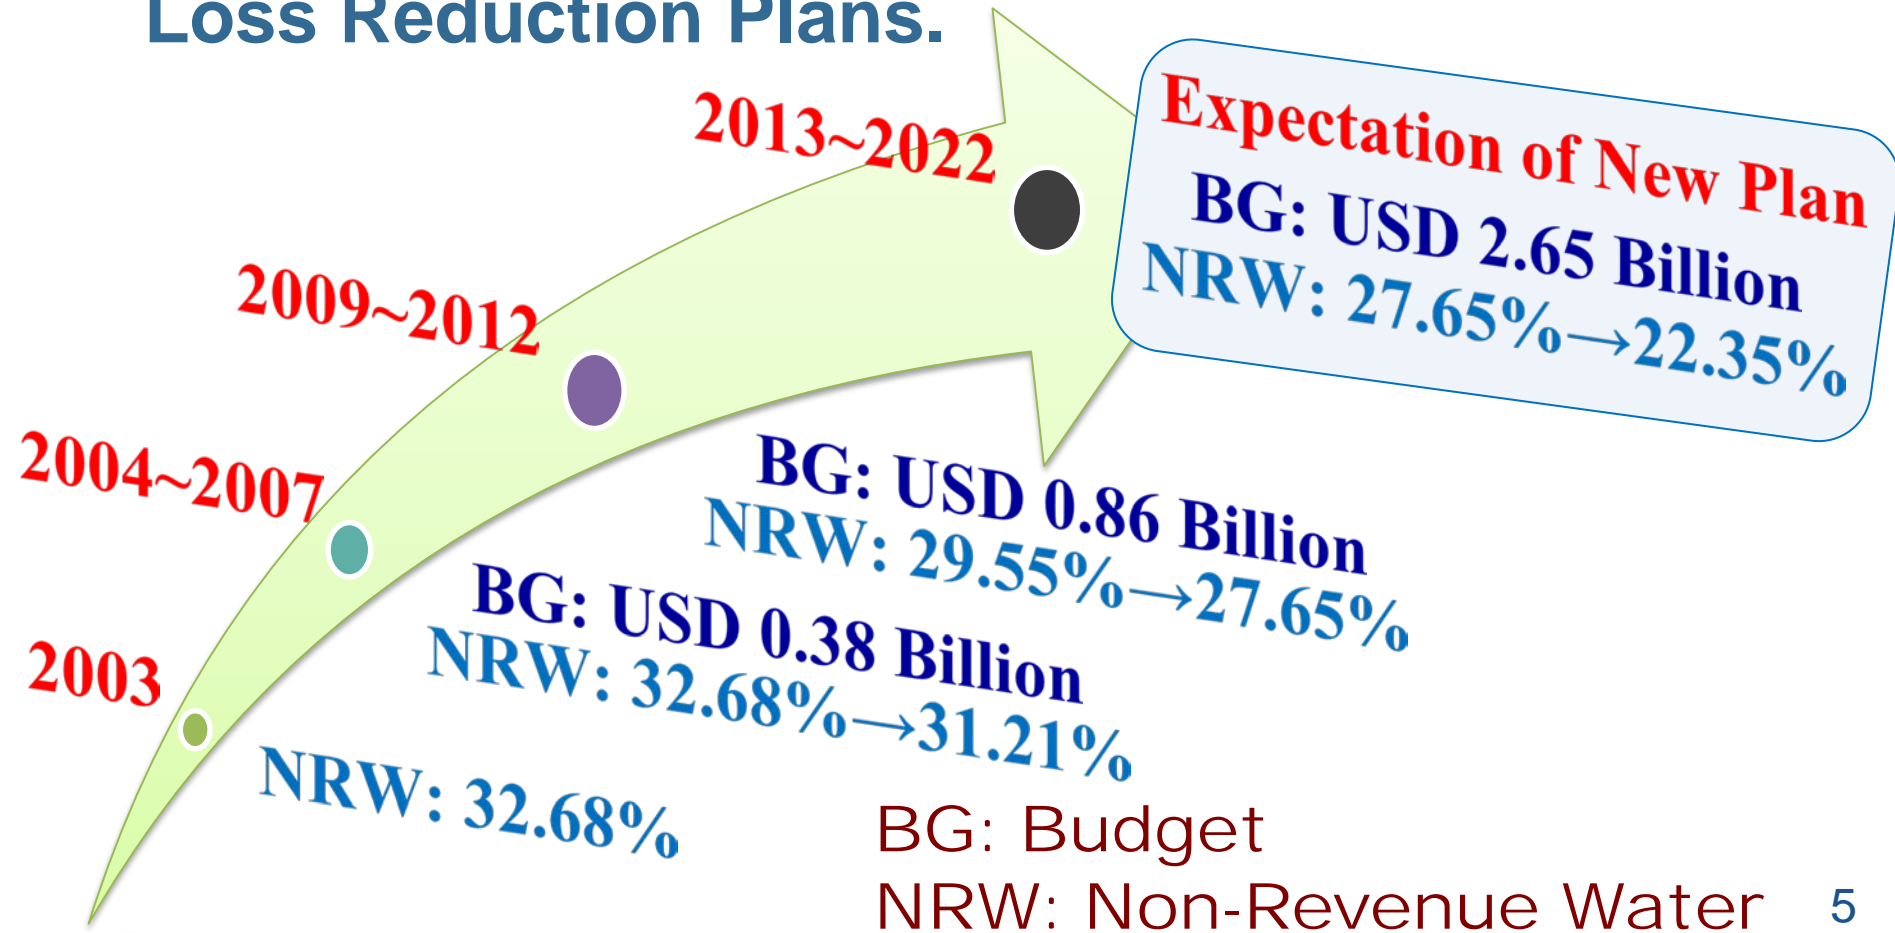 Loss Reduction Plans.
2013~2022
Expectation of New Plan
BG: USD 2.65 Billion
NRW: 27.65%→22.35%
2009~2012
BG: USD 0.86 Billion
NRW: 29.55%→27.65%
2004~2007
BG: USD 0.38 Billion
NRW: 32.68%→31.21%
2003
NRW: 32.68%
BG: Budget
NRW: Non-Revenue Water
5